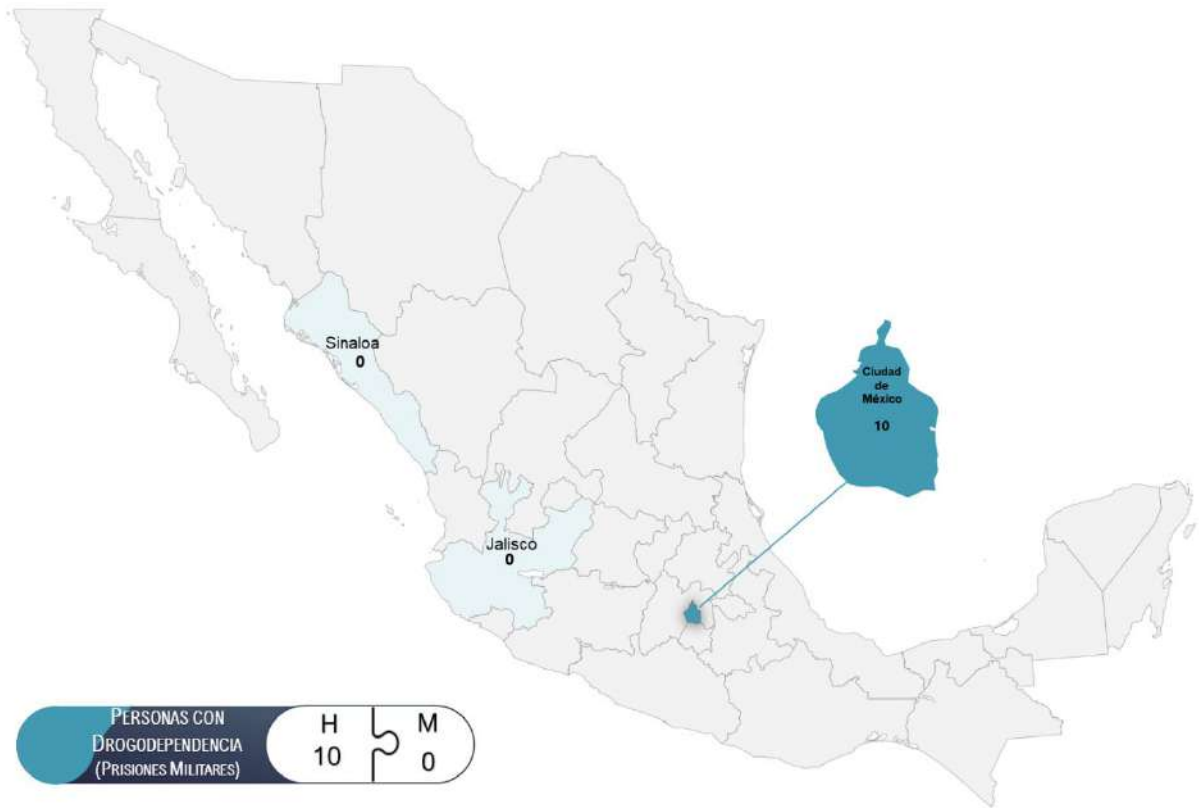 Sinaloa
0
Ciudad
de
México
10
Jalisco
0
PERSONAS CON
DROGODEPENDENCIA
(PRISIONES MILITARES)
H
10
M
0